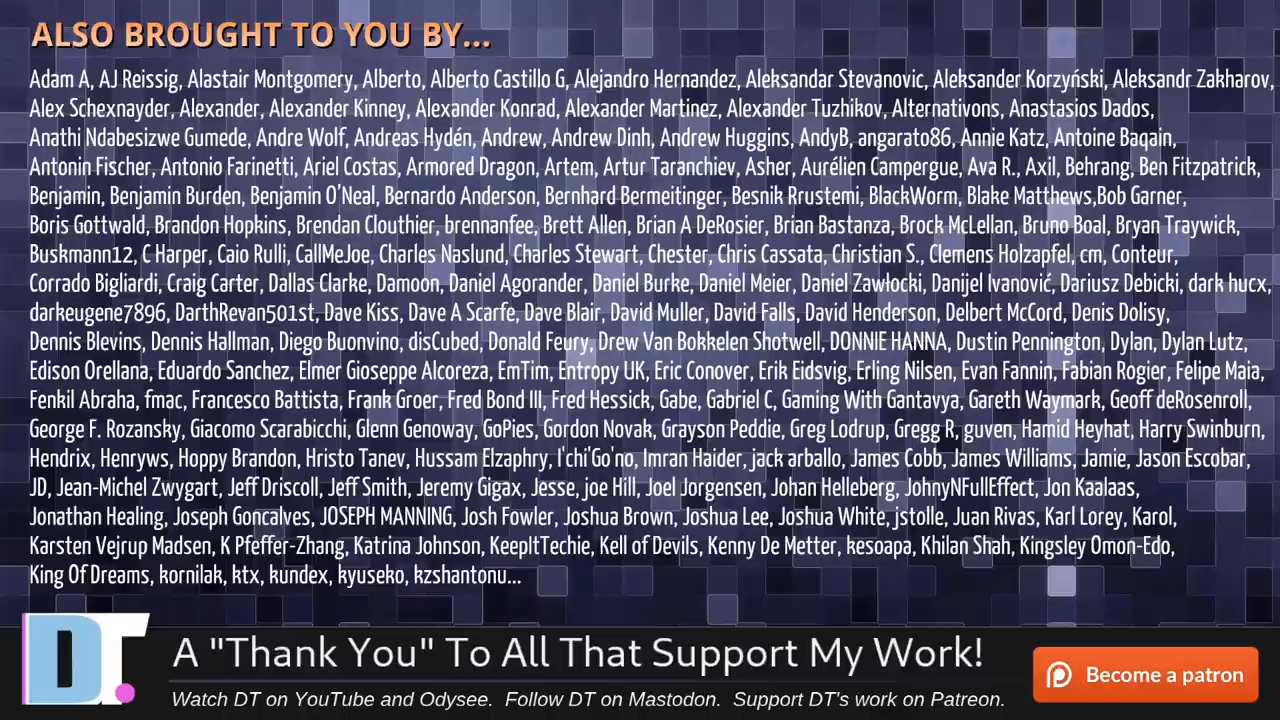 ALSO BROUGHT TO YOU BY...
Adam A, AJ Reissig, Alastair Montgomery, Alberto, Alberto Castillo G, Alejandro Hernandez, Aleksandar Stevanovic, Aleksander Korzyński, Aleksandr Zakharov,
Alex Schexnayder, Alexander, Alexander Kinney, Alexander Konrad, Alexander Martinez, Alexander Tuzhikov, Alternativons, Anastasios Dados,
Anathi Ndabesizwe Gumede, Andre Wolf, Andreas Hydén, Andrew, Andrew Dinh, Andrew Huggins, AndyB, angarato86, Annie Katz, Antoine Baqain,
Antonin Fischer, Antonio Farinetti, Ariel Costas, Armored Dragon, Artem, Artur Taranchiev, Asher, Aurélien Campergue, Ava R., Axil, Behrang, Ben Fitzpatrick,
Benjamin, Benjamin Burden, Benjamin O'Neal, Bernardo Anderson, Bernhard Bermeitinger, Besnik Rrustemi, BlackWorm, Blake Matthews,Bob Garner,
Boris Gottwald, Brandon Hopkins, Brendan Clouthier, brennanfee, Brett Allen, Brian A DeRosier, Brian Bastanza, Brock McLellan, Bruno Boal, Bryan Traywick,
Buskmann12, C Harper, Caio Rulli, CallMeJoe, Charles Naslund, Charles Stewart, Chester, Chris Cassata, Christian S., Clemens Holzapfel, cm, Conteur,
Corrado Bigliardi, Craig Carter, Dallas Clarke, Damoon, Daniel Agorander, Daniel Burke, Daniel Meier, Daniel Zawłocki, Danijel Ivanović, Dariusz Debicki, dark hucx,
darkeugene7896, DarthRevan501st, Dave Kiss, Dave A Scarfe, Dave Blair, David Muller, David Falls, David Henderson, Delbert McCord, Denis Dolisy,
Dennis Blevins, Dennis Hallman, Diego Buonvino, disCubed, Donald Feury, Drew Van Bokkelen Shotwell, DONNIE HANNA, Dustin Pennington, Dylan, Dylan Lutz,
Edison Orellana, Eduardo Sanchez, Elmer Gioseppe Alcoreza, EmTim, Entropy UK, Eric Conover, Erik Eidsvig, Erling Nilsen, Evan Fannin, Fabian Rogier, Felipe Maia,
Fenkil Abraha, fmac, Francesco Battista, Frank Groer, Fred Bond III, Fred Hessick, Gabe, Gabriel C, Gaming With Gantavya, Gareth Waymark, Geoff deRosenroll,
George F. Rozansky, Giacomo Scarabicchi, Glenn Genoway, GoPies, Gordon Novak, Grayson Peddie, Greg Lodrup, Gregg R, guven, Hamid Heyhat, Harry Swinburn,
Hendrix, Henryws, Hoppy Brandon, Hristo Tanev, Hussam Elzaphry, I'chi'Go'no, Imran Haider, jack arballo, James Cobb, James Williams, Jamie, Jason Escobar,
JD, Jean-Michel Zwygart, Jeff Driscoll, Jeff Smith, Jeremy Gigax, Jesse, joe Hill, Joel Jorgensen, Johan Helleberg, JohnyNFullEffect, Jon Kaalaas,
Jonathan Healing, Joseph Goncalves, JOSEPH MANNING, Josh Fowler, Joshua Brown, Joshua Lee, Joshua White, jstolle, Juan Rivas, Karl Lorey, Karol,
Karsten Vejrup Madsen, K Pfeffer-Zhang, Katrina Johnson, KeepItTechie, Kell of Devils, Kenny De Metter, kesoapa, Khilan Shah, Kingsley Omon-Edo,
King Of Dreams, kornilak, ktx, kundex, kyuseko, kzshantonu...
DT
A "Thank You" To All That Support My Work!
Become a patron
Watch DT on YouTube and Odysee. Follow DT on Mastodon. Support DT's work on Patreon.